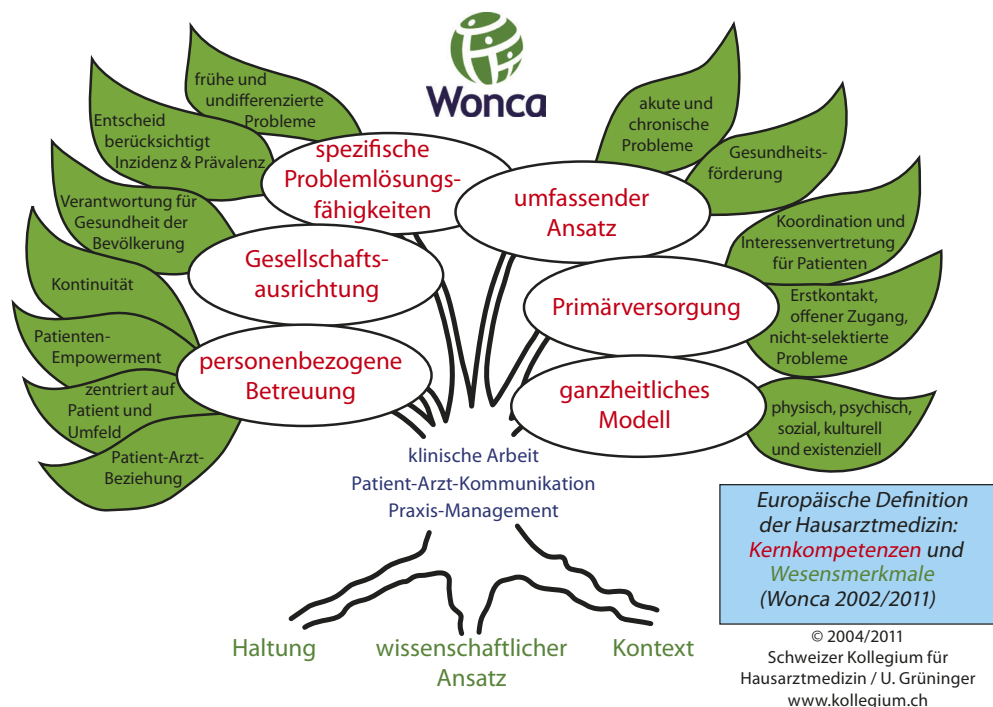 Wonca
frühe und
undifferenzierte
Probleme
Entscheid
berücksichtigt
Inzidenz & Prävalenz
Verantwortung für
Gesundheit der
Bevölkerung
Kontinuität
Patienten-
Empowerment
zentriert auf
Patient und
Umfeld
Patient-Arzt-
Beziehung
spezifische
Problemlösungs-
fähigkeiten
Gesellschafts-
ausrichtung
personenbezogene
Betreuung
akute und
chronische
Probleme
Gesundheits-
förderung
Koordination und
Interessenvertretung
für Patienten
Erstkontakt,
offener Zugang,
nicht-selektierte
Probleme
physisch, psychisch,
sozial, kulturell
und existenziell
umfassender
Ansatz
Primärversorgung
ganzheitliches
Modell
klinische Arbeit
Patient-Arzt-Kommunikation
Praxis-Management
Haltung
wissenschaftlicher
Ansatz
Kontext
Europäische Definition
der Hausarztmedizin:
Kernkompetenzen und
Wesensmerkmale
(Wonca 2002/2011)
© 2004/2011
Schweizer Kollegium für
Hausarztmedizin / U. Grüninger
www.kollegium.ch